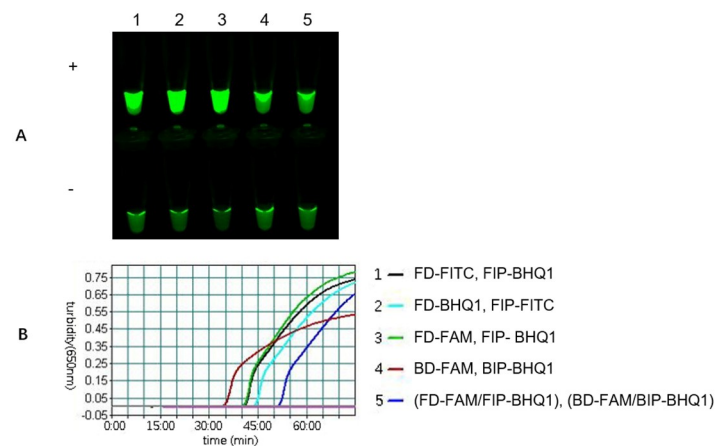 1 2 3 4 5
+
A
-
B
turbidity(650nm)
0.75
0.65
0.55
0.45
0.35
0.25
0.15
0.05
-0.05
0:00 15:00 45:00 60:00
time (min)
1 FD-FITC, FIP-BHQ1
2 FD-BHQ1, FIP-FITC
3 FD-FAM, FIP- BHQ1
4 BD-FAM, BIP-BHQ1
5 (FD-FAM/FIP-BHQ1), (BD-FAM/BIP-BHQ1)